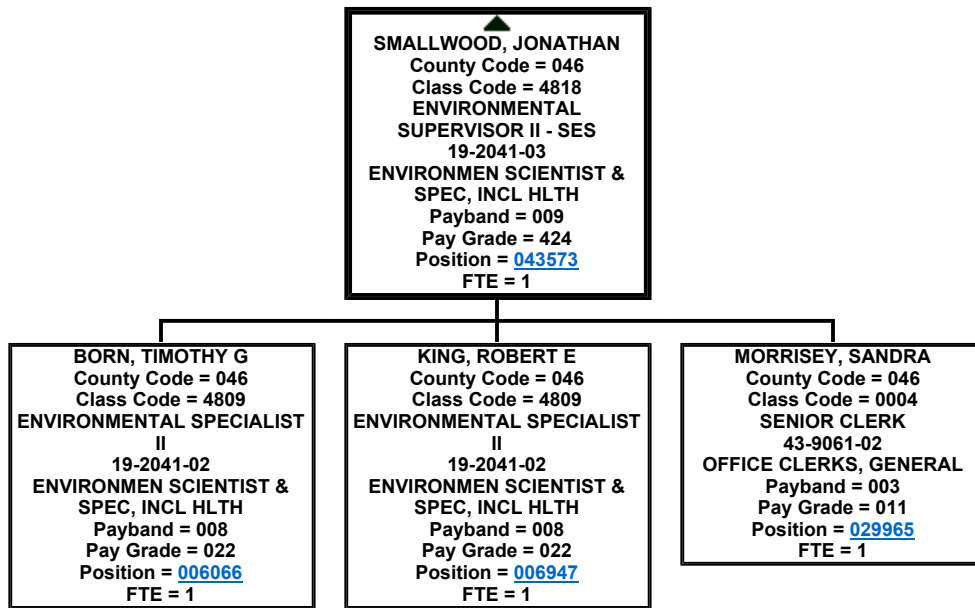 SMALLWOOD, JONATHAN
County Code = 046
Class Code = 4818
ENVIRONMENTAL
SUPERVISOR II - SES
19-2041-03
ENVIRONMEN SCIENTIST &
SPEC, INCL HLTH
Payband = 009
Pay Grade = 424
Position = 043573
FTE = 1
BORN, TIMOTHY G
County Code = 046
Class Code = 4809
ENVIRONMENTAL SPECIALIST
II
19-2041-02
ENVIRONMEN SCIENTIST &
SPEC, INCL HLTH
Payband = 008
Pay Grade = 022
Position = 006066
FTE = 1
KING, ROBERT E
County Code = 046
Class Code = 4809
ENVIRONMENTAL SPECIALIST
II
19-2041-02
ENVIRONMEN SCIENTIST &
SPEC, INCL HLTH
Payband = 008
Pay Grade = 022
Position = 006947
FTE = 1
MORRISEY, SANDRA
County Code = 046
Class Code = 0004
SENIOR CLERK
43-9061-02
OFFICE CLERKS, GENERAL
Payband = 003
Pay Grade = 011
Position = 029965
FTE = 1